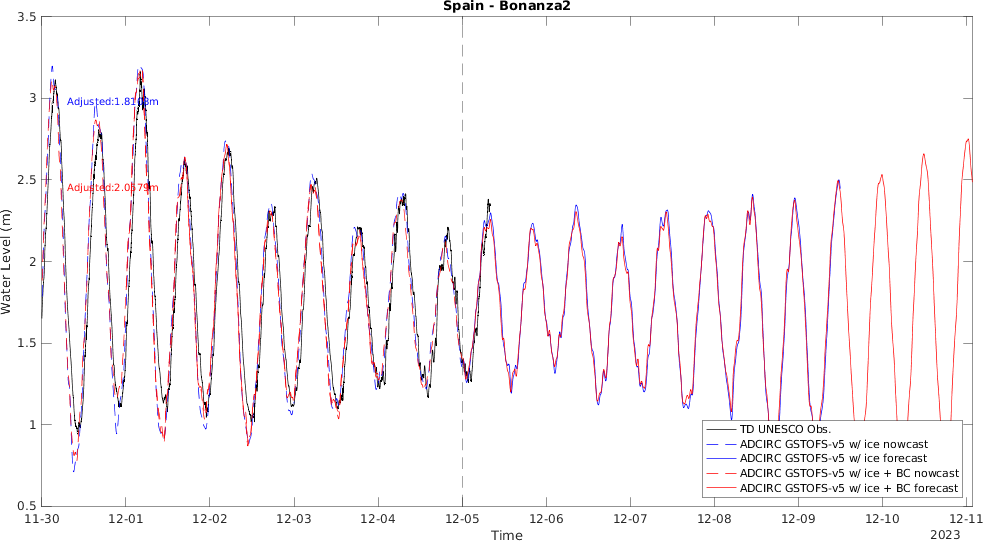 Spain - Bonanza2
3.5
3
2.5
2
1.5
1
0.5
Water Level (m)
Adjusted:2.0579m
TD UNESCO Obs.
ADCIRC GSTOFS-v5 w/ ice nowcast
ADCIRC GSTOFS-v5 w/ ice forecast
ADCIRC GSTOFS-v5 w/ ice + BC nowcast
ADCIRC GSTOFS-v5 w/ ice + BC forecast
11-30 12-01 12-02 12-03 12-04 12-05 12-06 12-07 12-08 12-09 12-10 12-11
Time
2023